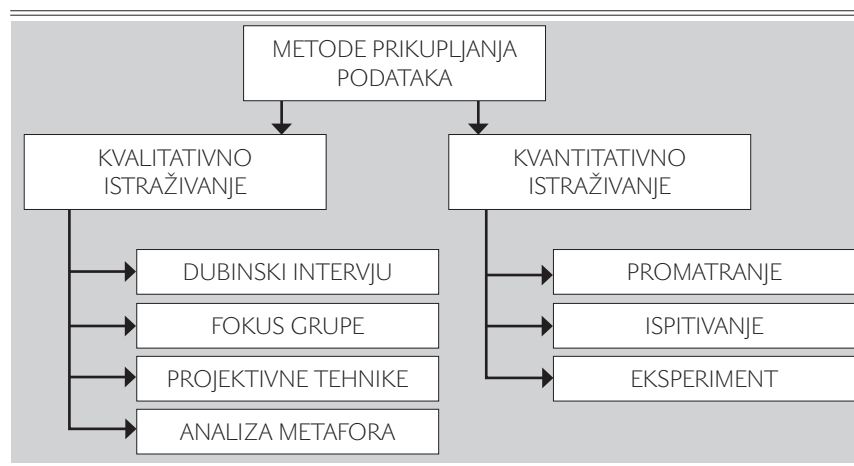 METODE PRIKUPLJANJA
PODATAKA
KVALITATIVNO
ISTRAŽIVANJE
DUBINSKI INTERVJU
FOKUS GRUPE
PROJEKTIVNE TEHNIKE
ANALIZA METAFORA
KVANTITATIVNO
ISTRAŽIVANJE
PROMATRANJE
ISPITIVANJE
EKSPERIMENT